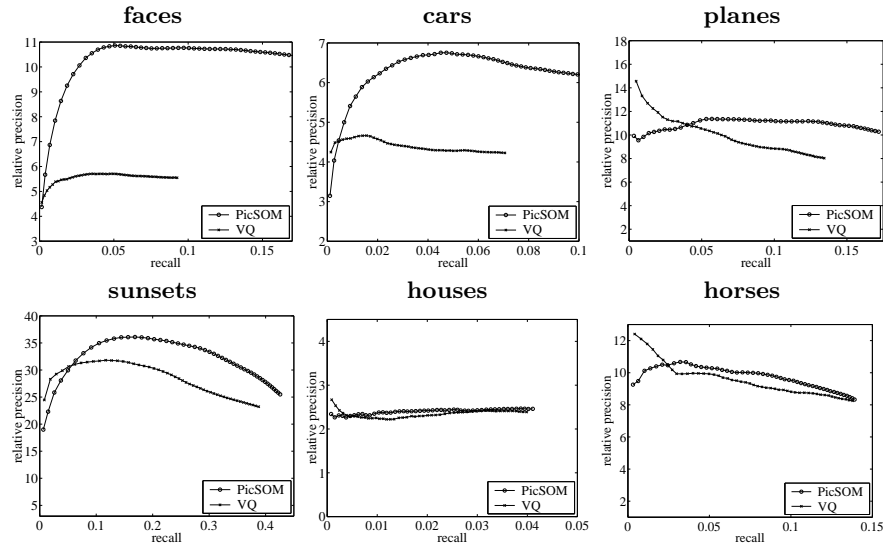 faces
11
10
9
8
7
6
5
4
3
relative precision
0
0.05
0.1
0.15
recall
PicSOM
VQ
cars
7
6
5
4
3
2
relative precision
0
0.02
0.04
0.06
0.08
0.1
recall
PicSOM
VQ
planes
18
16
14
12
10
8
6
4
2
relative precision
0
0.05
0.1
0.15
recall
PicSOM
VQ
sunsets
40
35
30
25
20
15
10
5
relative precision
0
0.1
0.2
0.3
0.4
recall
PicSOM
VQ
houses
4
3
2
1
0
relative precision
0
0.01
0.02
0.03
0.04
0.05
recall
PicSOM
VQ
horses
12
10
8
6
4
2
relative precision
0
0.05
0.1
0.15
recall
PicSOM
VQ